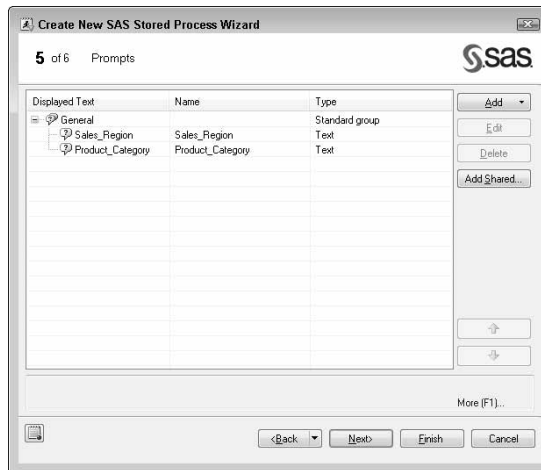 Create New SAS Stored Process Wizard
5 of 6 Prompts
sas
Displayed Text Name Type
General Standard group
Sales_Region Sales_Region Text
Product_Category Product_Category Text
Add
Edit
Delete
Add Shared...
More (F1)...
<Back
Next>
Finish
Cancel